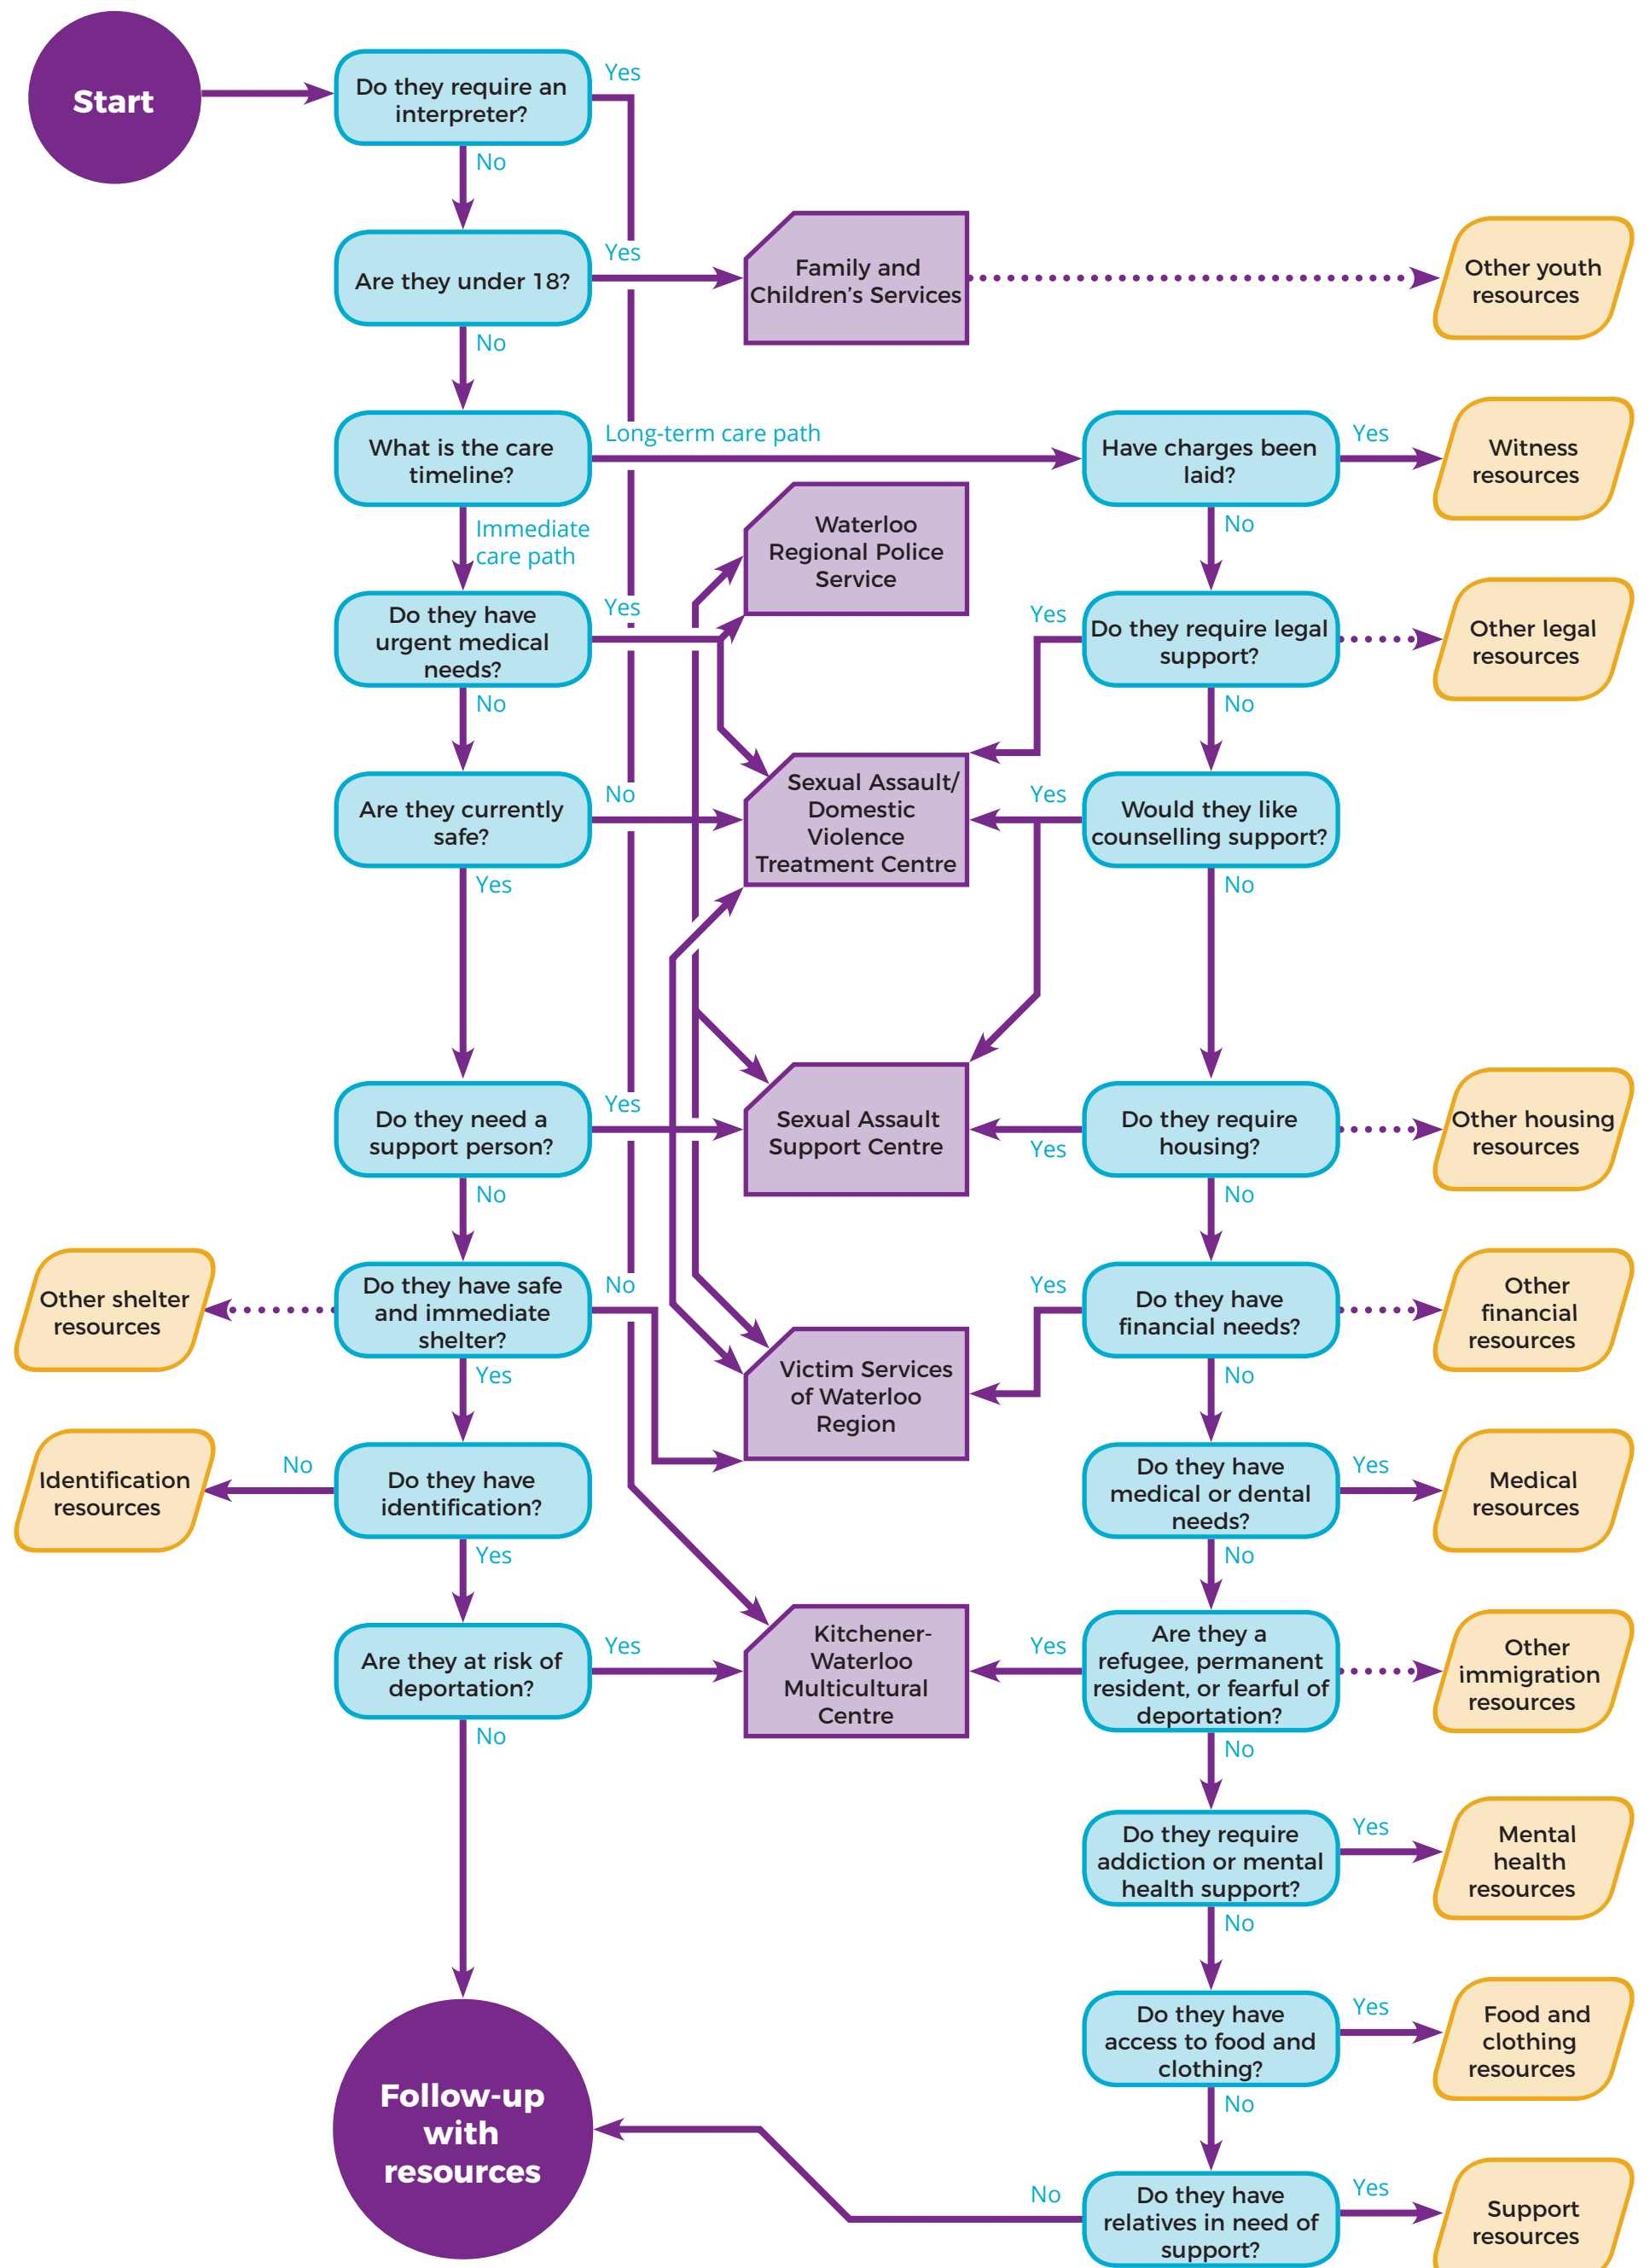 Start
Do they require an
interpreter?
Yes
No
Are they under 18?
Yes
No
Family and
Children's Services
Other youth
resources
What is the care
timeline?
Long-term care path
Immediate
care path
Have charges been
laid?
Yes
No
Witness
resources
Waterloo
Regional Police
Service
Do they have
urgent medical
needs?
Yes
No
Do they require legal
support?
Yes
No
Other legal
resources
Are they currently
safe?
No
Yes
Sexual Assault/
Domestic
Violence
Treatment Centre
Would they like
counselling support?
Yes
No
Do they need a
support person?
Yes
No
Sexual Assault
Support Centre
Do they require
housing?
Yes
No
Other housing
resources
Other shelter
resources
Do they have safe
and immediate
shelter?
No
Yes
Victim Services
of Waterloo
Region
Do they have
financial needs?
Yes
No
Other
financial
resources
Identification
resources
Do they have
identification?
No
Yes
Do they have
medical or dental
needs?
Yes
No
Medical
resources
Are they at risk of
deportation?
Yes
No
Kitchener-
Waterloo
Multicultural
Centre
Are they a
refugee, permanent
resident, or fearful of
deportation?
Yes
No
Other
immigration
resources
Do they require
addiction or mental
health support?
Yes
No
Mental
health
resources
Do they have
access to food and
clothing?
Yes
No
Food and
clothing
resources
Follow-up
with
resources
Do they have
relatives in need of
support?
No
Yes
Support
resources